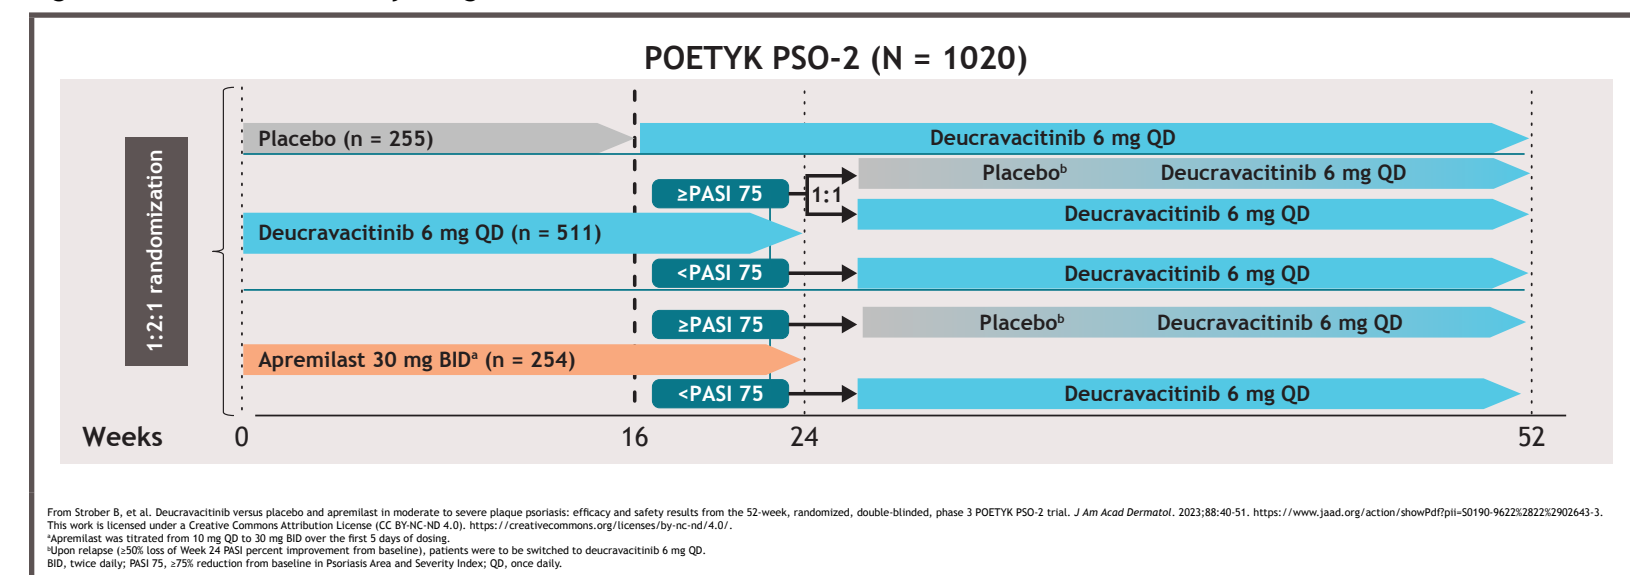 POETYK PSO-2 (N = 1020)
1:2:1 randomization
Placebo (n = 255)
Deucravacitinib 6 mg QD
≥PASI 75
1:1
Placeboᵇ
Deucravacitinib 6 mg QD
Deucravacitinib 6 mg QD
Deucravacitinib 6 mg QD (n = 511)
<PASI 75
Deucravacitinib 6 mg QD
≥PASI 75
Placeboᵇ
Deucravacitinib 6 mg QD
Apremilast 30 mg BIDᵃ (n = 254)
<PASI 75
Deucravacitinib 6 mg QD
Weeks 0 16 24 52
From Strober B, et al. Deucravacitinib versus placebo and apremilast in moderate to severe plaque psoriasis: efficacy and safety results from the 52-week, randomized, double-blinded, phase 3 POETYK PSO-2 trial. J Am Acad Dermatol. 2023;88:40-51. https://www.jaad.org/action/showPdf?pii=S0190-9622%2822%2902643-3.
This work is licensed under a Creative Commons Attribution License (CC BY-NC-ND 4.0). https://creativecommons.org/licenses/by-nc-nd/4.0/.
ᵃApremilast was titrated from 10 mg QD to 30 mg BID over the first 5 days of dosing.
ᵇUpon relapse (≥50% loss of Week 24 PASI percent improvement from baseline), patients were to be switched to deucravacitinib 6 mg QD.
BID, twice daily; PASI 75, ≥75% reduction from baseline in Psoriasis Area and Severity Index; QD, once daily.